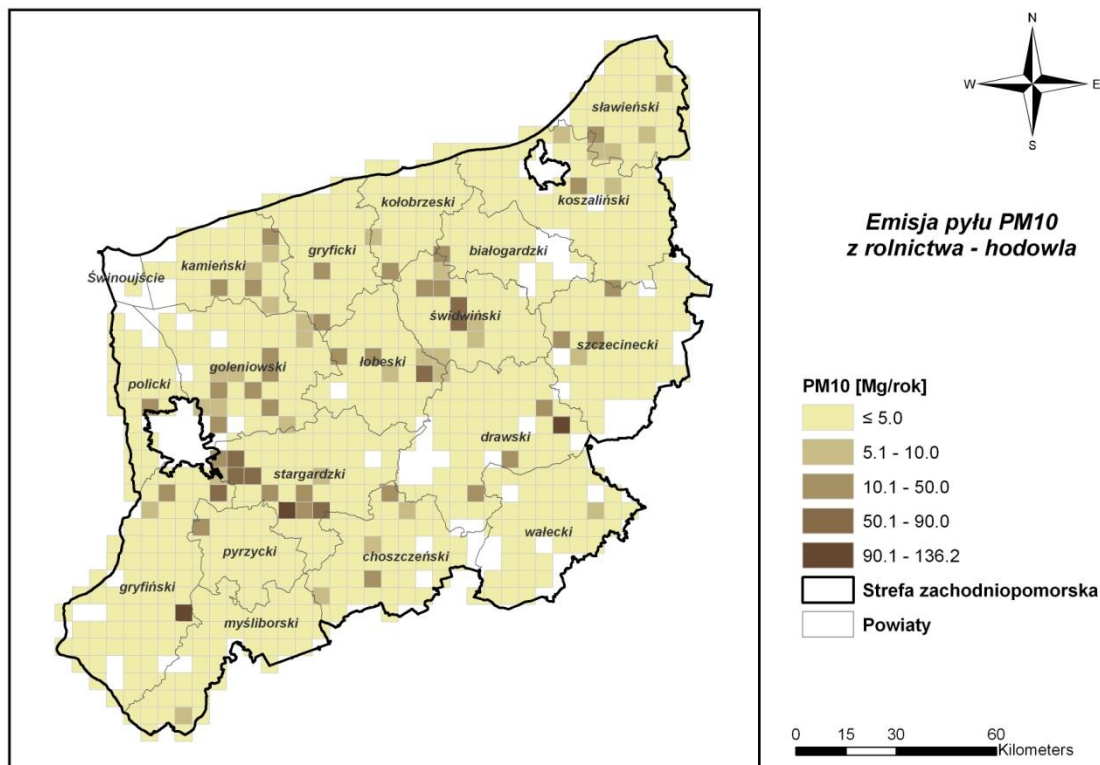 N
W
E
S
Emisja pyłu PM10
z rolnictwa - hodowla
sławieński
koszaliński
kołobrzeski
białogardzki
gryficki
kamieński
Świnoujście
świdwiński
szczecinecki
goleniowski
łobeski
policki
drawski
stargardzki
wałecki
pyrzycki
choszczeński
gryfiński
myśliborski
PM10 [Mg/rok]
≤ 5.0
5.1 - 10.0
10.1 - 50.0
50.1 - 90.0
90.1 - 136.2
Strefa zachodniopomorska
Powiaty
0 15 30 60
Kilometers